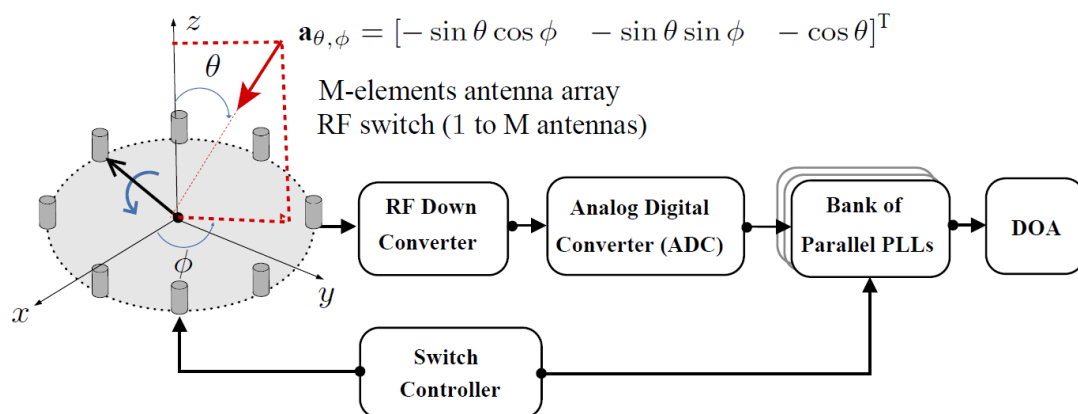 z
𝐚θ,ϕ = [− sin θ cos ϕ − sin θ sin ϕ − cos θ]ᵀ
θ
M-elements antenna array
RF switch (1 to M antennas)
RF Down
Converter
Analog Digital
Converter (ADC)
Bank of
Parallel PLLs
DOA
ϕ
x
y
Switch
Controller